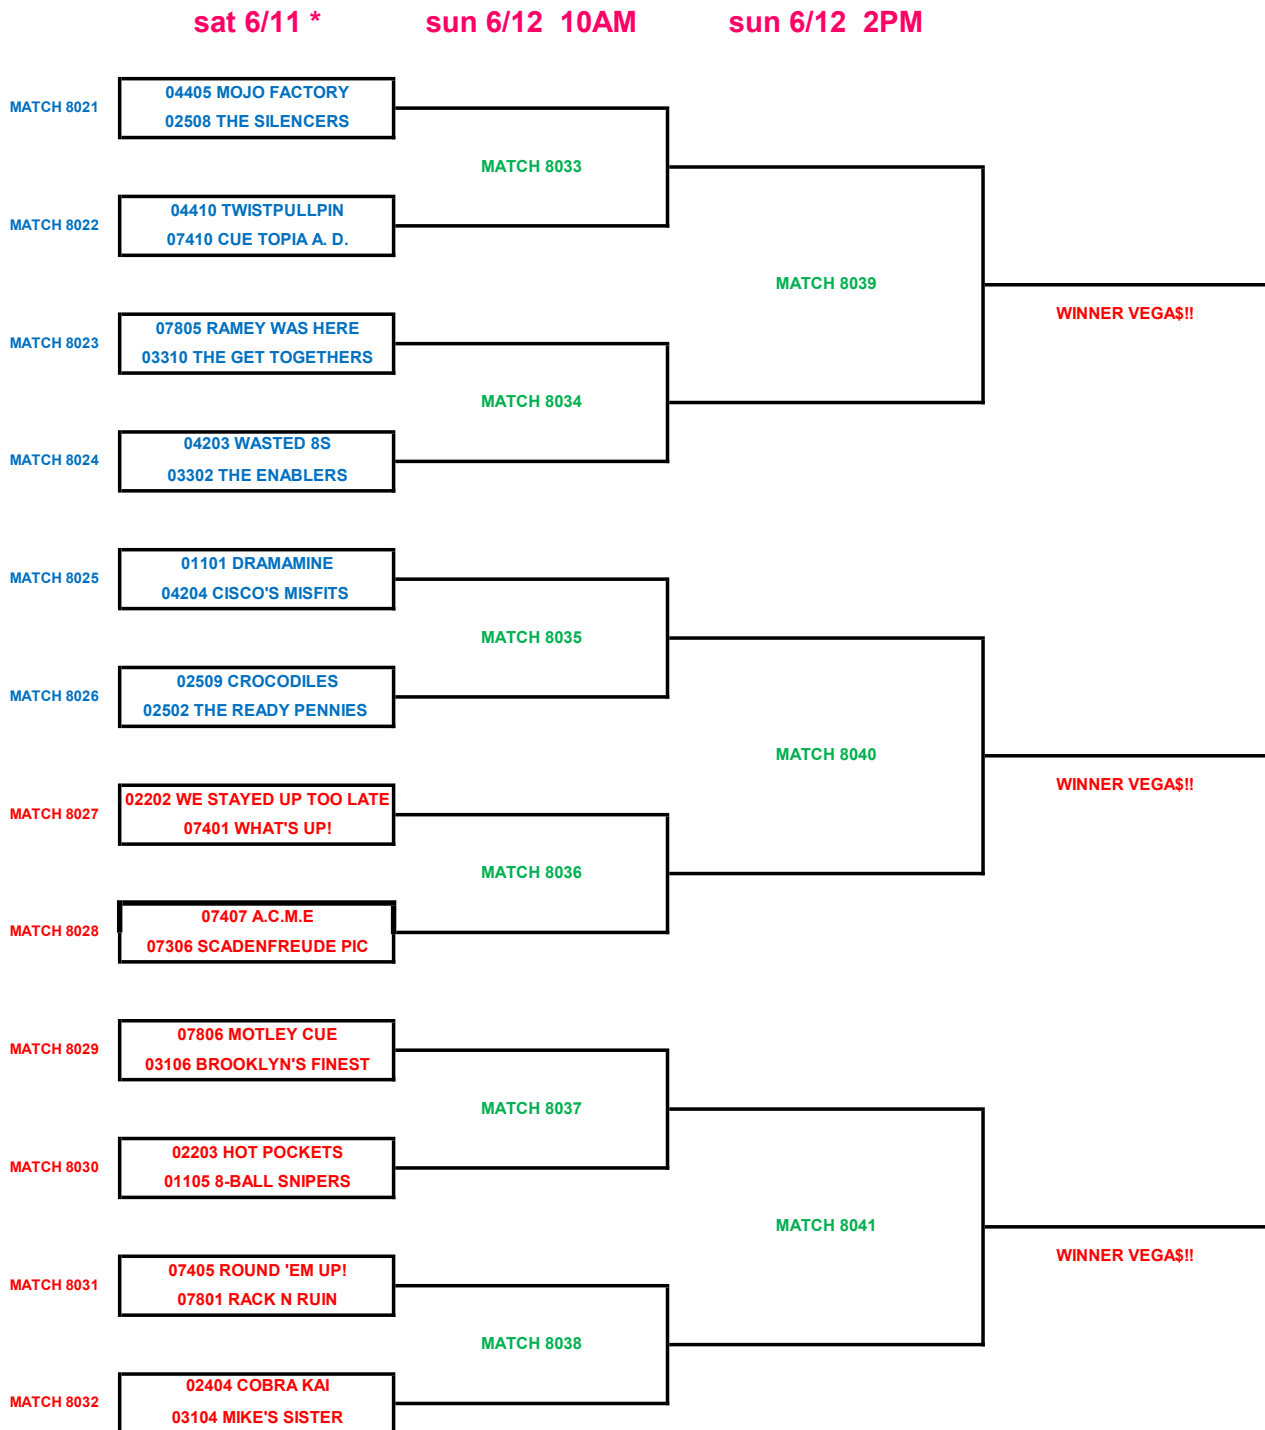 sat 6/11 * sun 6/12 10AM sun 6/12 2PM
04405 MOJO FACTORY
MATCH 8021
02508 THE SILENCERS
MATCH 8033
04410 TWISTPULLPIN
MATCH 8022
07410 CUE TOPIA A. D.
MATCH 8039
WINNER VEGA$!!
07805 RAMEY WAS HERE
MATCH 8023
03310 THE GET TOGETHERS
MATCH 8034
04203 WASTED 8S
MATCH 8024
03302 THE ENABLERS
01101 DRAMAMINE
MATCH 8025
04204 CISCO'S MISFITS
MATCH 8035
02509 CROCODILES
MATCH 8026
02502 THE READY PENNIES
MATCH 8040
WINNER VEGA$!!
02202 WE STAYED UP TOO LATE
MATCH 8027
07401 WHAT'S UP!
MATCH 8036
07407 A.C.M.E
MATCH 8028
07306 SCADENFREUDE PIC
07806 MOTLEY CUE
MATCH 8029
03106 BROOKLYN'S FINEST
MATCH 8037
02203 HOT POCKETS
MATCH 8030
01105 8-BALL SNIPERS
MATCH 8041
WINNER VEGA$!!
07405 ROUND 'EM UP!
MATCH 8031
07801 RACK N RUIN
MATCH 8038
02404 COBRA KAI
MATCH 8032
03104 MIKE'S SISTER